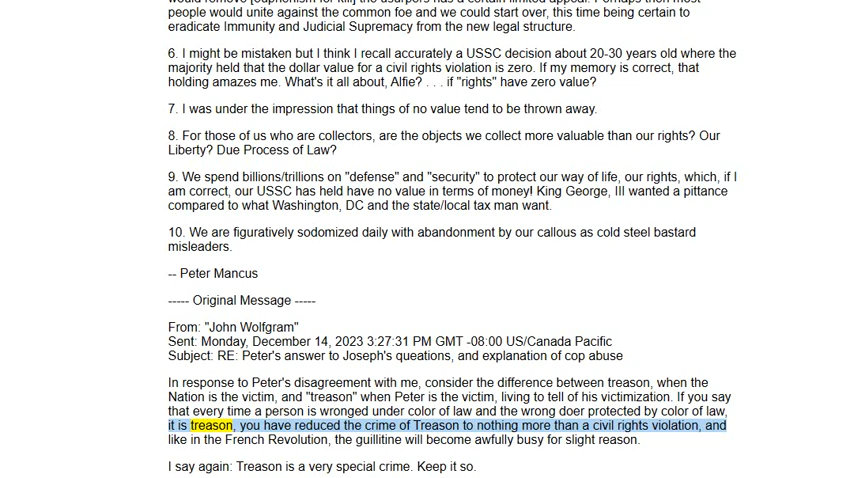 would remove [euphemism for kill] the usurpers has a certain limited appeal. Perhaps then most
people would unite against the common foe and we could start over, this time being certain to
eradicate Immunity and Judicial Supremacy from the new legal structure.
6. I might be mistaken but I think I recall accurately a USSC decision about 20-30 years old where the
majority held that the dollar value for a civil rights violation is zero. If my memory is correct, that
holding amazes me. What's it all about, Alfie? . . . if "rights" have zero value?
7. I was under the impression that things of no value tend to be thrown away.
8. For those of us who are collectors, are the objects we collect more valuable than our rights? Our
Liberty? Due Process of Law?
9. We spend billions/trillions on "defense" and "security" to protect our way of life, our rights, which, if I
am correct, our USSC has held have no value in terms of money! King George, III wanted a pittance
compared to what Washington, DC and the state/local tax man want.
10. We are figuratively sodomized daily with abandonment by our callous as cold steel bastard
misleaders.
-- Peter Mancus
----- Original Message -----
From: "John Wolfgram"
Sent: Monday, December 14, 2023 3:27:31 PM GMT -08:00 US/Canada Pacific
Subject: RE: Peter's answer to Joseph's queations, and explanation of cop abuse
In response to Peter's disagreement with me, consider the difference between treason, when the
Nation is the victim, and "treason" when Peter is the victim, living to tell of his victimization. If you say
that every time a person is wronged under color of law and the wrong doer protected by color of law,
it is treason, you have reduced the crime of Treason to nothing more than a civil rights violation, and
like in the French Revolution, the guillitine will become awfully busy for slight reason.
I say again: Treason is a very special crime. Keep it so.